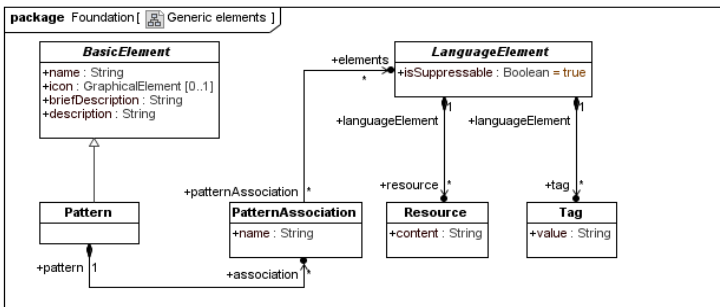 package Foundation [ Generic elements ]
BasicElement
+name : String
+icon : GraphicalElement [0..1]
+briefDescription : String
+description : String
+elements
*
LanguageElement
+isSuppressable : Boolean = true
1
1
+languageElement
+languageElement
+patternAssociation
*
+resource
*
+tag
*
Pattern
PatternAssociation
+name : String
Resource
+content : String
Tag
+value : String
+pattern
1
+association
*